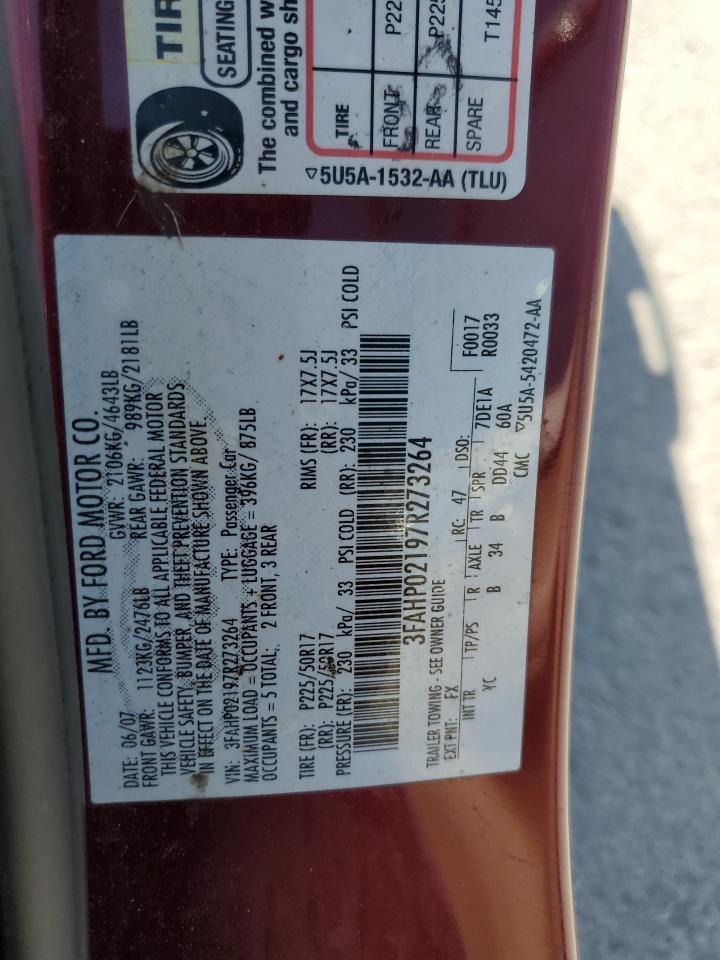 TIR
SEATING
The combined w
and cargo sh
TIRE
FRONT P22
REAR P225
SPARE T145
▽5U5A-1532-AA (TLU)
MFD. BY FORD MOTOR CO.
DATE: 06/07 GVWR: 2106KG/4643LB
FRONT GAWR: 1123KG/2476LB REAR GAWR: 989KG/2181LB
THIS VEHICLE CONFORMS TO ALL APPLICABLE FEDERAL MOTOR
VEHICLE SAFETY, BUMPER, AND THEFT PREVENTION STANDARDS
IN EFFECT ON THE DATE OF MANUFACTURE SHOWN ABOVE.
VIN: 3FAHP02197R273264 TYPE: Passenger Car
MAXIMUM LOAD = OCCUPANTS + LUGGAGE = 396KG/ 875LB
OCCUPANTS = 5 TOTAL; 2 FRONT, 3 REAR
TIRE (FR): P225/50R17 RIMS (FR): 17X7.5J
(RR): P225/50R17 (RR): 17X7.5J
PRESSURE (FR): 230 kPa/ 33 PSI COLD (RR): 230 kPa/ 33 PSI COLD
3FAHP02197R273264
TRAILER TOWING - SEE OWNER GUIDE
EXT PNT: FX RC: 47 DSO: F0017
R0033
INT TR TP/PS R AXLE TR SPR 7DE1A
YC B 34 B DD44 60A
CMC ▽5U5A-5420472-AA